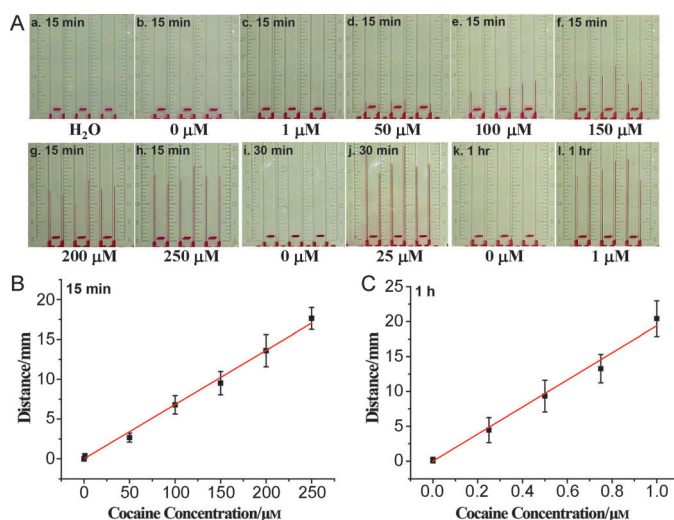 A
a. 15 min b. 15 min c. 15 min d. 15 min e. 15 min f. 15 min
H₂O 0 μM 1 μM 50 μM 100 μM 150 μM
g. 15 min h. 15 min i. 30 min j. 30 min k. 1 hr l. 1 hr
200 μM 250 μM 0 μM 25 μM 0 μM 1 μM
B
15 min
Distance/mm
20
15
10
5
0
0 50 100 150 200 250
Cocaine Concentration/μM
C
1 h
Distance/mm
25
20
15
10
5
0
0.0 0.2 0.4 0.6 0.8 1.0
Cocaine Concentration/μM